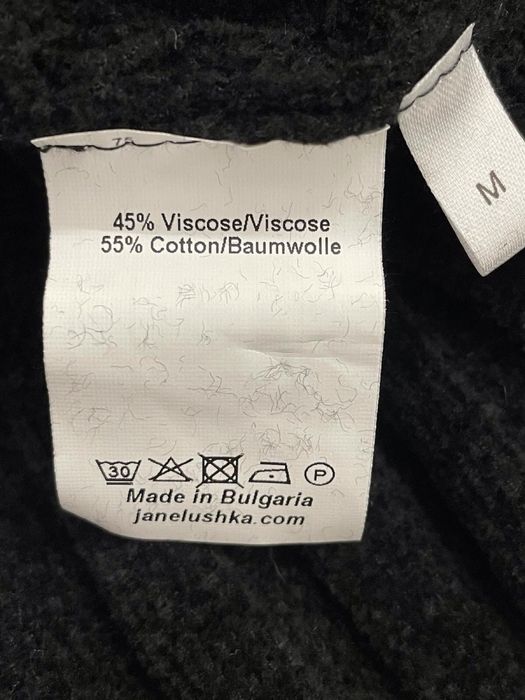 M
45% Viscose/Viscose
55% Cotton/Baumwolle
30 P
Made in Bulgaria
janelushka.com